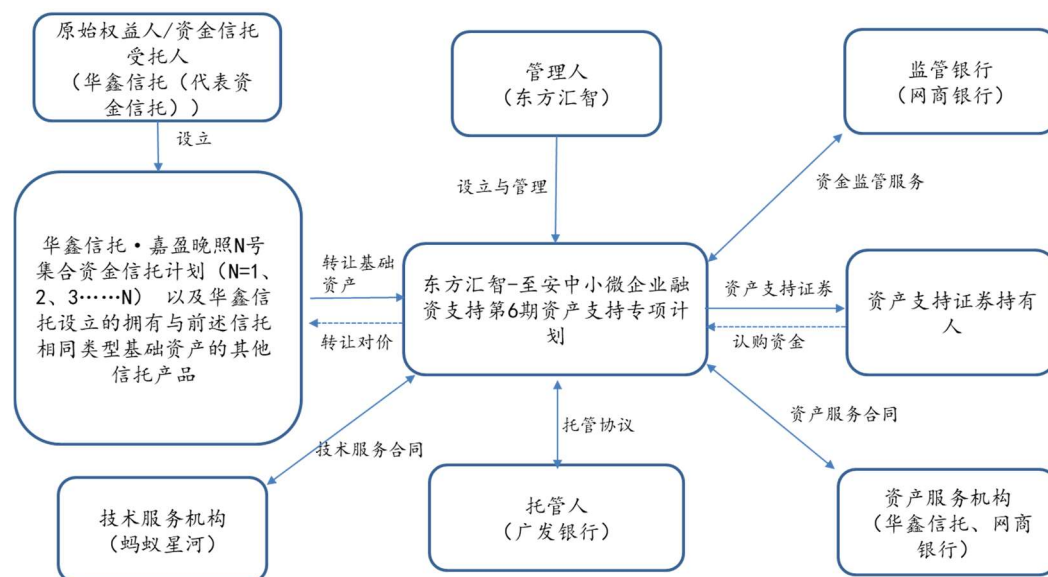 原始权益人/资金信托
受托人
（华鑫信托（代表资
金信托））
管理人
（东方汇智）
监管银行
（网商银行）
设立
设立与管理
资金监管服务
华鑫信托·嘉盈晚照N号
集合资金信托计划（N=1、
2、3……N） 以及华鑫信
托设立的拥有与前述信托
相同类型基础资产的其他
信托产品
转让基础
资产
转让对价
东方汇智-至安中小微企业融
资支持第6期资产支持专项计
划
资产支持证券
认购资金
资产支持证券持有
人
技术服务合同
托管协议
资产服务合同
技术服务机构
（蚂蚁星河）
托管人
（广发银行）
资产服务机构
（华鑫信托、网商
银行）